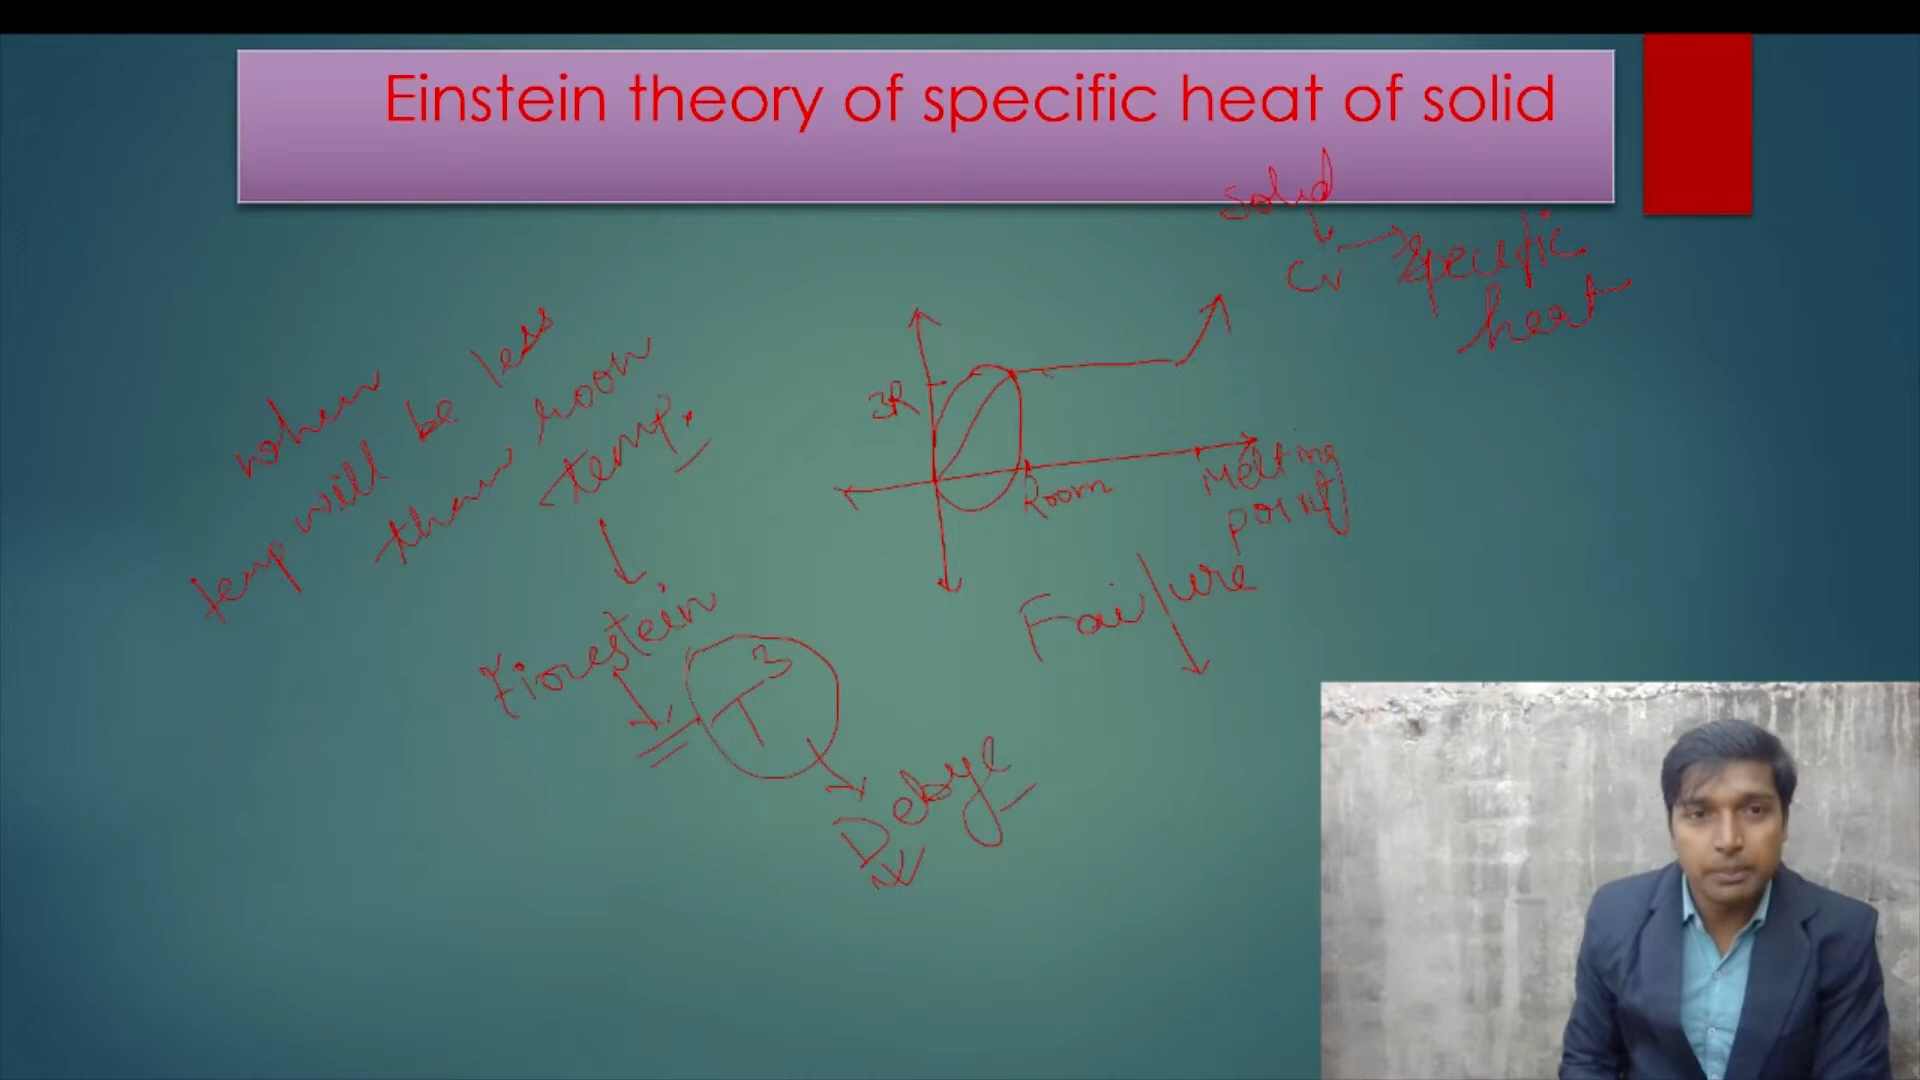 Einstein theory of specific heat of solid
Solid
Cv → specific
heat
when
temp will be less
than room
temp.
3R
Room
Melting
point
Failure
T³
Debye